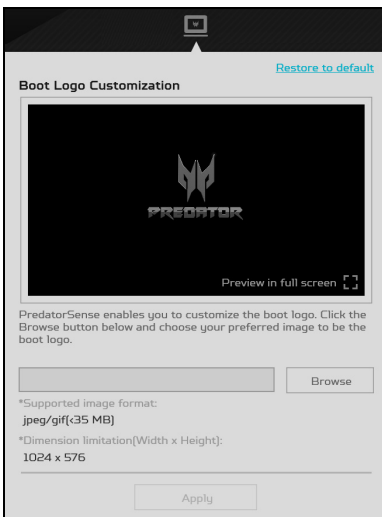 Restore to default
Boot Logo Customization
PREDATOR
Preview in full screen
PredatorSense enables you to customize the boot logo. Click the
Browse button below and choose your preferred image to be the
boot logo.
Browse
*Supported image format:
jpeg/gif(<35 MB)
*Dimension limitation(Width x Height):
1024 x 576
Apply